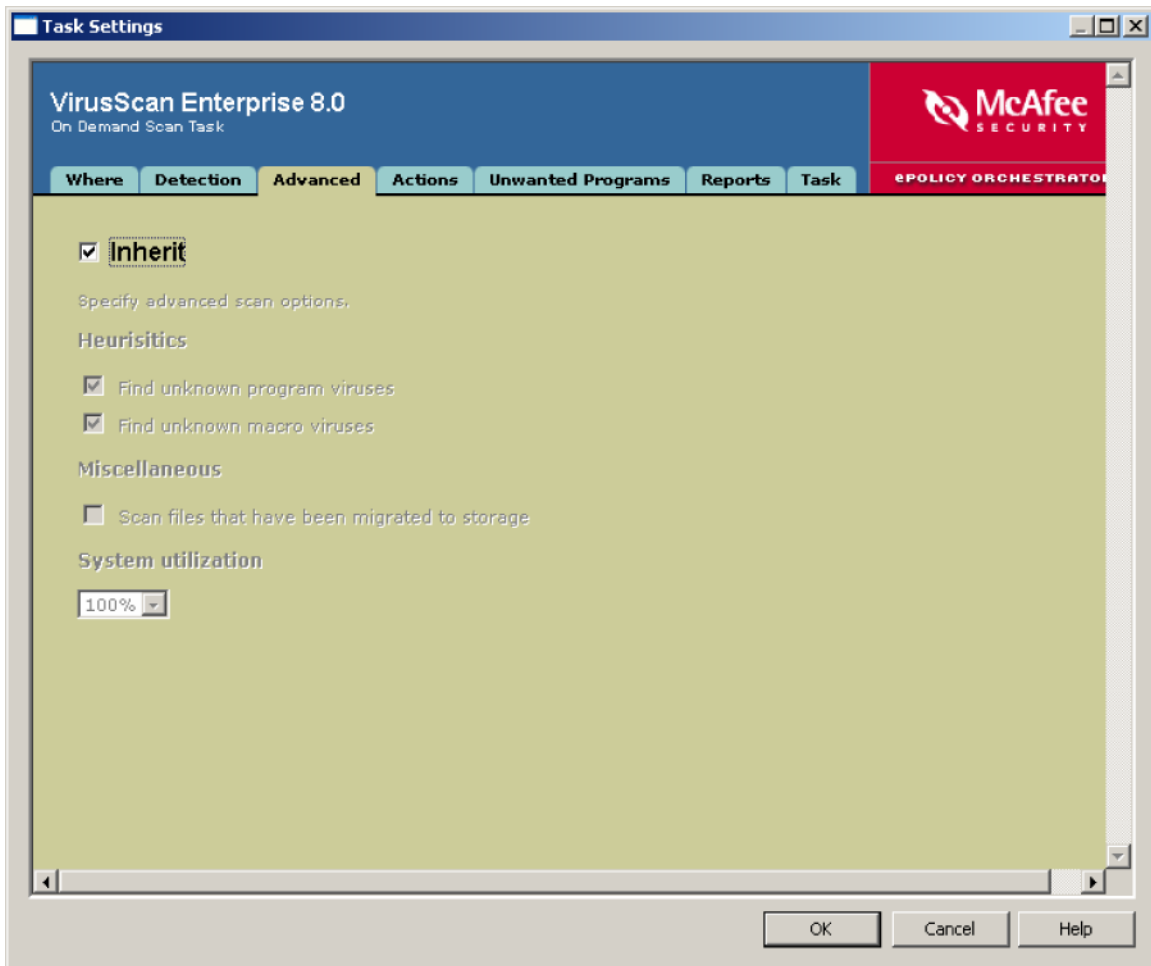 Task Settings
VirusScan Enterprise 8.0
On Demand Scan Task
McAfee
SECURITY
Where Detection Advanced Actions Unwanted Programs Reports Task
ePOLICY ORCHESTRATO
Inherit
Specify advanced scan options.
Heurisitics
Find unknown program viruses
Find unknown macro viruses
Miscellaneous
Scan files that have been migrated to storage
System utilization
100%
OK Cancel Help